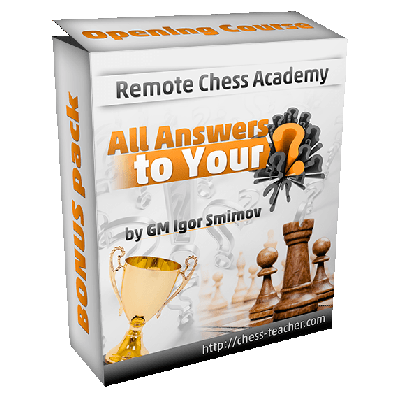 Opening Course
BONUS pack
Remote Chess Academy
All Answers
to Your ?
by GM Igor Smirnov
http://chess-teacher.com